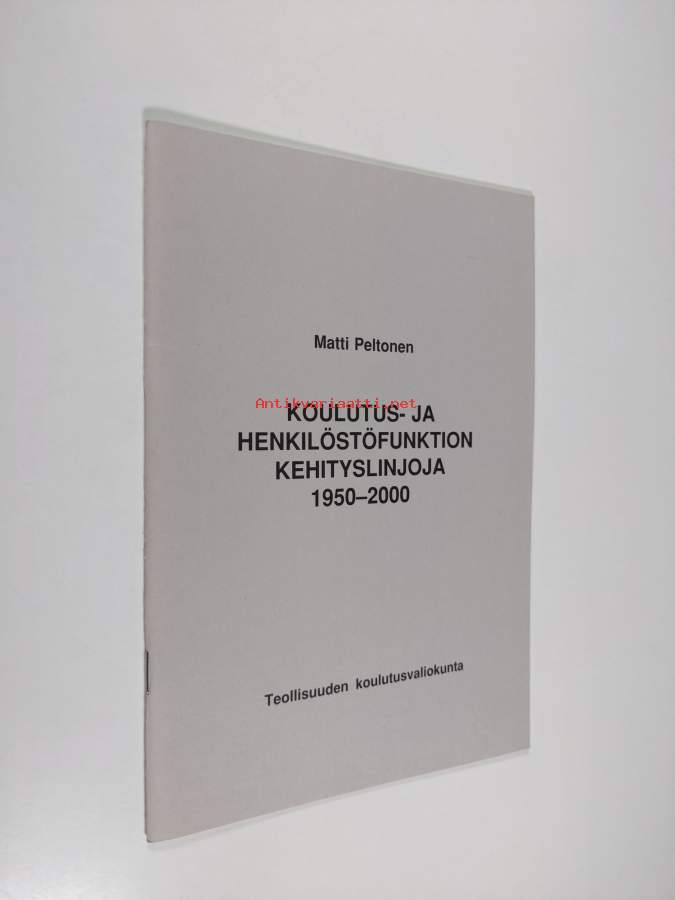 Matti Peltonen
Antikvariaatti.net
KOULUTUS- JA
HENKILÖSTÖFUNKTION
KEHITYSLINJOJA
1950–2000
Teollisuuden koulutusvaliokunta